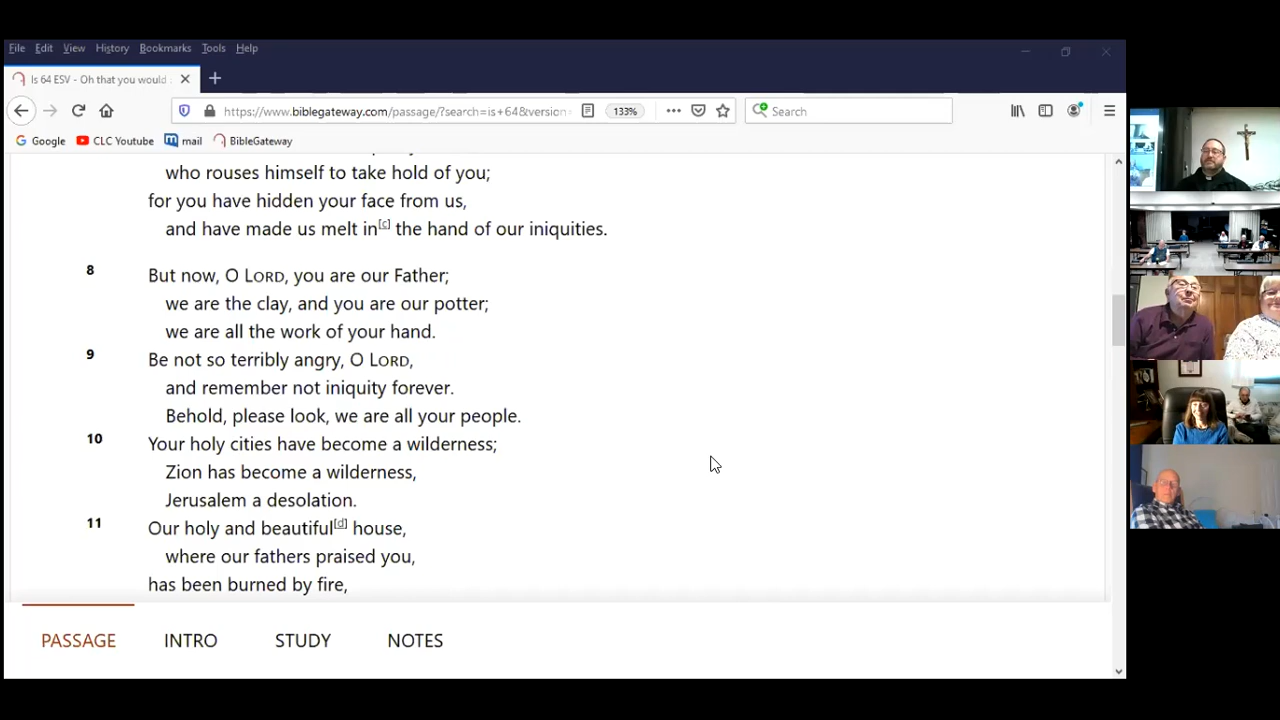 File Edit View History Bookmarks Tools Help
Is 64 ESV - Oh that you would
https://www.biblegateway.com/passage/?search=is+64&version 133% Search
Google CLC Youtube mail BibleGateway
who rouses himself to take hold of you;
for you have hidden your face from us,
and have made us melt in[c] the hand of our iniquities.
8 But now, O LORD, you are our Father;
we are the clay, and you are our potter;
we are all the work of your hand.
9 Be not so terribly angry, O LORD,
and remember not iniquity forever.
Behold, please look, we are all your people.
10 Your holy cities have become a wilderness;
Zion has become a wilderness,
Jerusalem a desolation.
11 Our holy and beautiful[d] house,
where our fathers praised you,
has been burned by fire,
PASSAGE INTRO STUDY NOTES